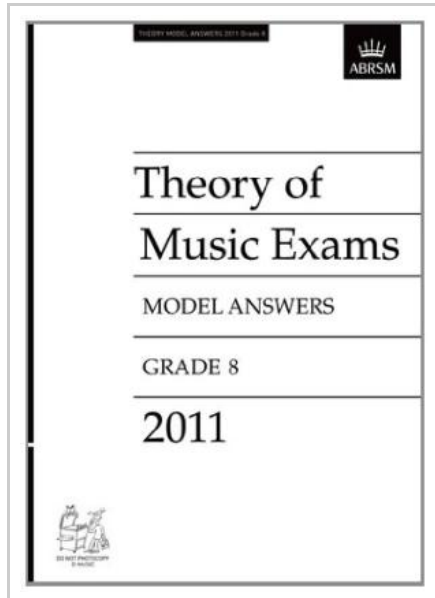 THEORY MODEL ANSWERS 2011 Grade 8
ABRSM
Theory of
Music Exams
MODEL ANSWERS
GRADE 8
2011
DO NOT PHOTOCOPY
© MUSIC